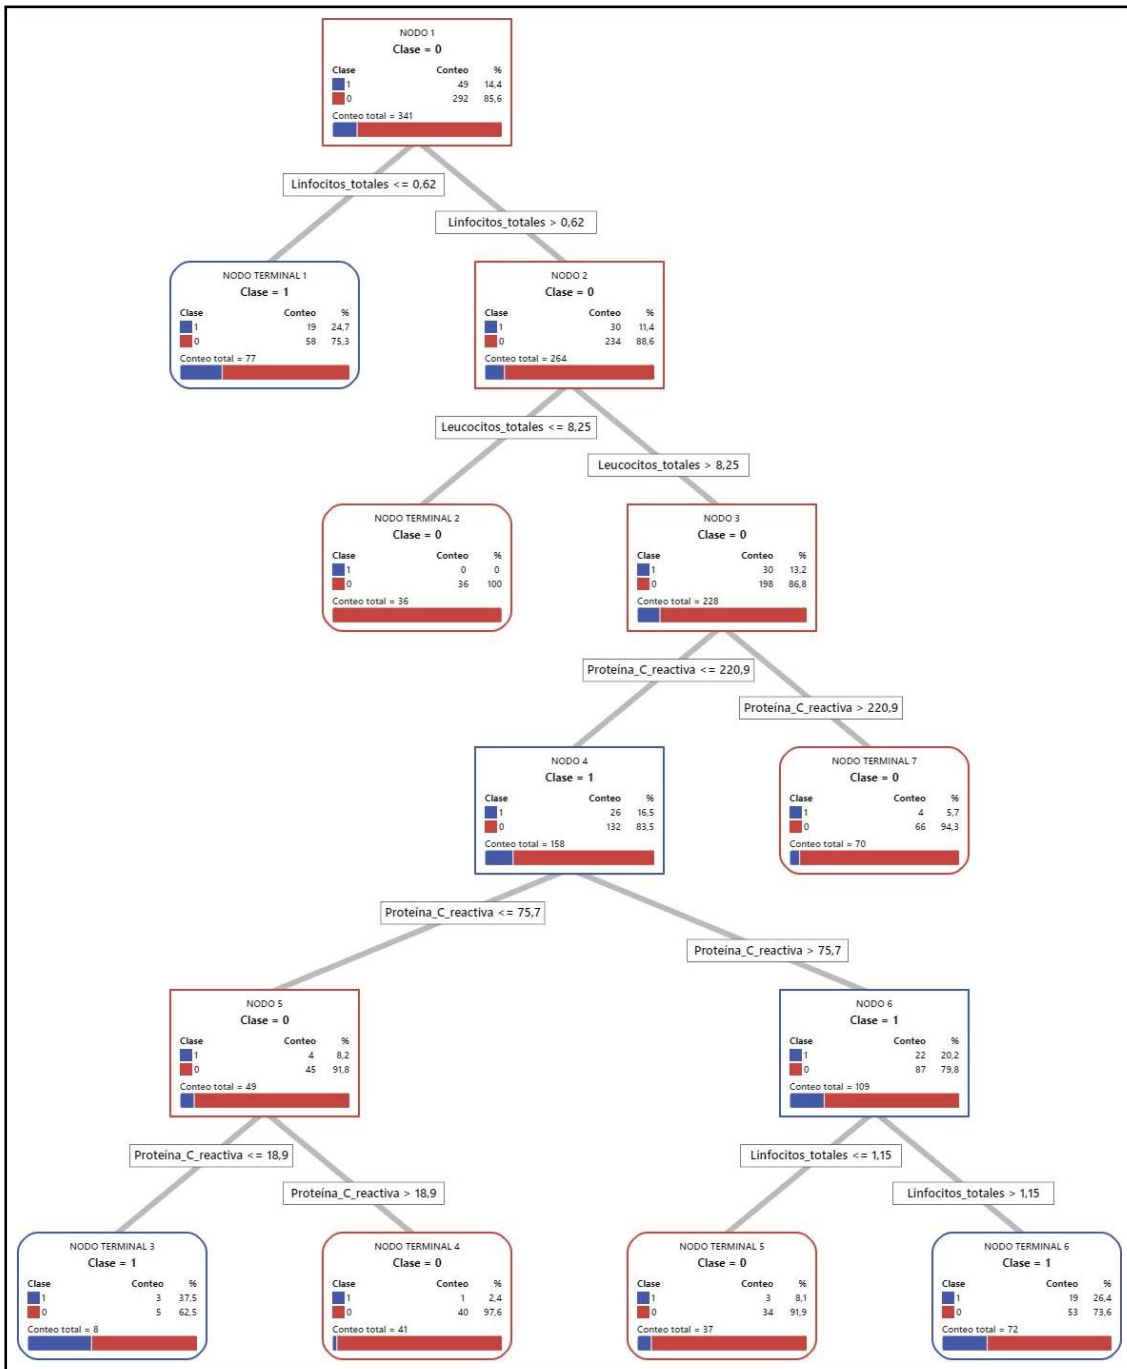 NODO 1
Clase = 0
Clase Conteo %
1 49 14,4
0 292 85,6
Conteo total = 341
Linfocitos_totales <= 0,62
Linfocitos_totales > 0,62
NODO TERMINAL 1
Clase = 1
Clase Conteo %
1 19 24,7
0 58 75,3
Conteo total = 77
NODO 2
Clase = 0
Clase Conteo %
1 30 11,4
0 234 88,6
Conteo total = 264
Leucocitos_totales <= 8,25
Leucocitos_totales > 8,25
NODO TERMINAL 2
Clase = 0
Clase Conteo %
1 0 0
0 36 100
Conteo total = 36
NODO 3
Clase = 0
Clase Conteo %
1 30 13,2
0 198 86,8
Conteo total = 228
Proteína_C_reactiva <= 220,9
Proteína_C_reactiva > 220,9
NODO 4
Clase = 1
Clase Conteo %
1 26 16,5
0 132 83,5
Conteo total = 158
NODO TERMINAL 7
Clase = 0
Clase Conteo %
1 4 5,7
0 66 94,3
Conteo total = 70
Proteína_C_reactiva <= 75,7
Proteína_C_reactiva > 75,7
NODO 5
Clase = 0
Clase Conteo %
1 4 8,2
0 45 91,8
Conteo total = 49
NODO 6
Clase = 1
Clase Conteo %
1 22 20,2
0 87 79,8
Conteo total = 109
Proteína_C_reactiva <= 18,9
Proteína_C_reactiva > 18,9
Linfocitos_totales <= 1,15
Linfocitos_totales > 1,15
NODO TERMINAL 3
Clase = 1
Clase Conteo %
1 3 37,5
0 5 62,5
Conteo total = 8
NODO TERMINAL 4
Clase = 0
Clase Conteo %
1 1 2,4
0 40 97,6
Conteo total = 41
NODO TERMINAL 5
Clase = 0
Clase Conteo %
1 3 8,1
0 34 91,9
Conteo total = 37
NODO TERMINAL 6
Clase = 1
Clase Conteo %
1 19 26,4
0 53 73,6
Conteo total = 72